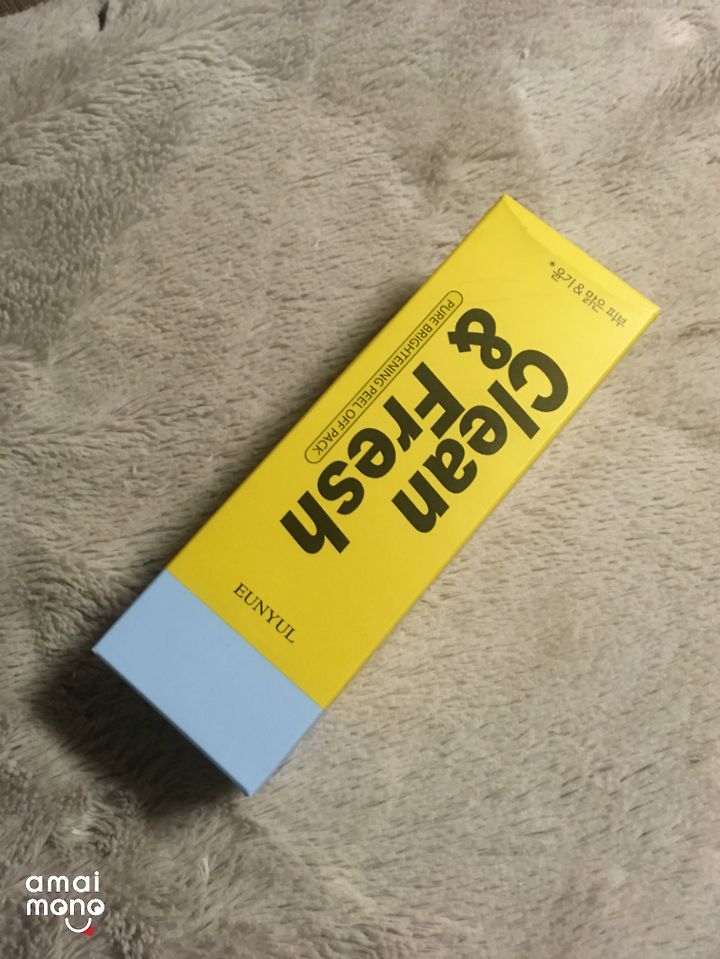 *윤기 & 맑은 피부
Clean
& Fresh
PURE BRIGHTENING PEEL OFF PACK
EUNYUL
amai
mono